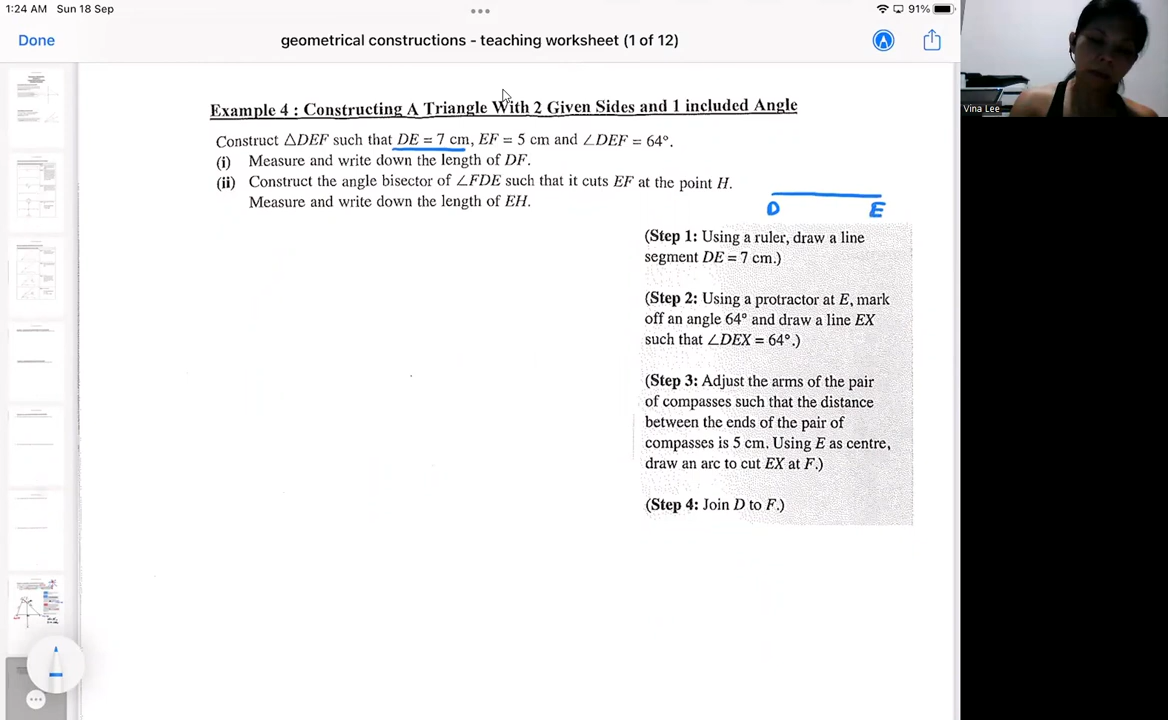 1:24 AM Sun 18 Sep
91%
Done
geometrical constructions - teaching worksheet (1 of 12)
Vina Lee
Example 4 : Constructing A Triangle With 2 Given Sides and 1 included Angle
Construct △DEF such that DE = 7 cm, EF = 5 cm and ∠DEF = 64°.
(i) Measure and write down the length of DF.
(ii) Construct the angle bisector of ∠FDE such that it cuts EF at the point H.
Measure and write down the length of EH.
D E
(Step 1: Using a ruler, draw a line
segment DE = 7 cm.)
(Step 2: Using a protractor at E, mark
off an angle 64° and draw a line EX
such that ∠DEX = 64°.)
(Step 3: Adjust the arms of the pair
of compasses such that the distance
between the ends of the pair of
compasses is 5 cm. Using E as centre,
draw an arc to cut EX at F.)
(Step 4: Join D to F.)